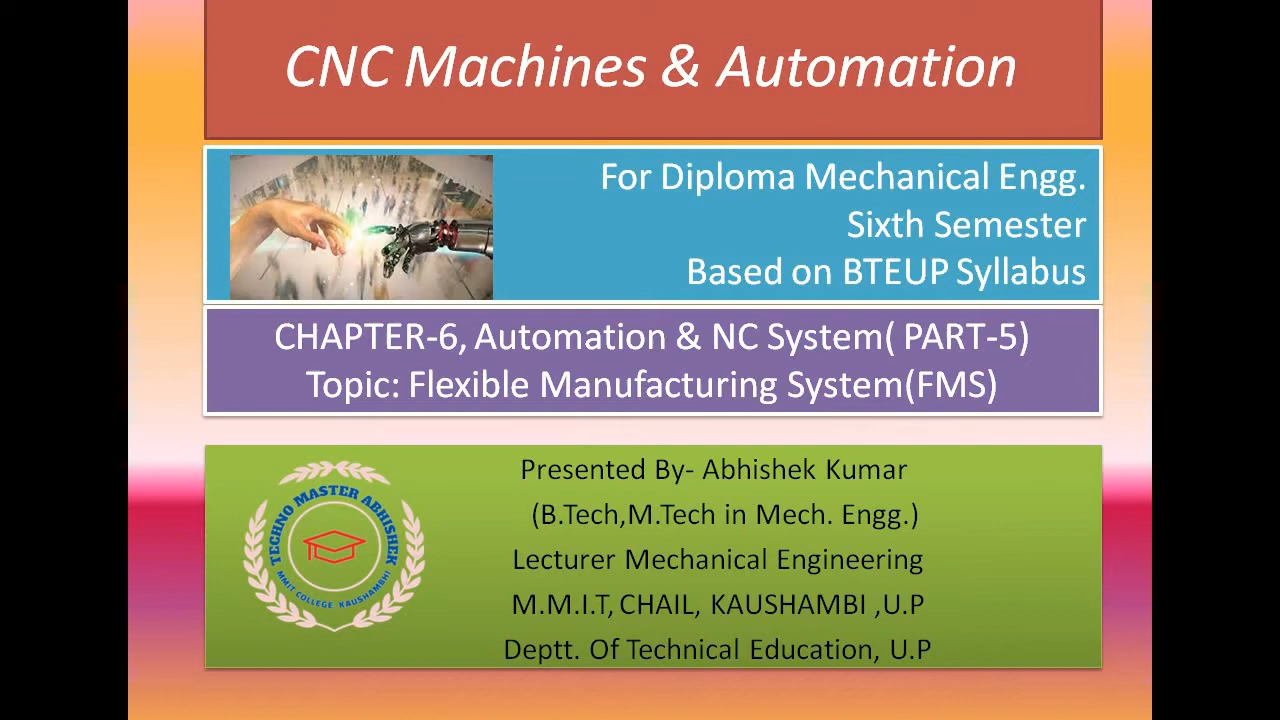 CNC Machines & Automation
For Diploma Mechanical Engg.
Sixth Semester
Based on BTEUP Syllabus
CHAPTER-6, Automation & NC System( PART-5)
Topic: Flexible Manufacturing System(FMS)
Presented By- Abhishek Kumar
(B.Tech,M.Tech in Mech. Engg.)
Lecturer Mechanical Engineering
M.M.I.T, CHAIL, KAUSHAMBI ,U.P
Deptt. Of Technical Education, U.P
TECHNO MASTER ABHISHEK
MMIT COLLEGE KAUSHAMBHI